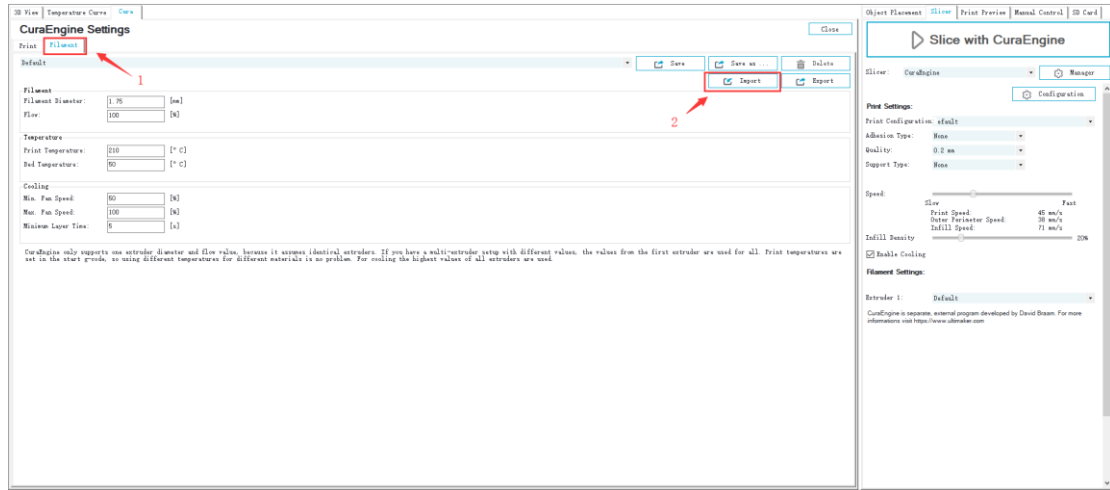 3D View Temperature Curve Cura
CuraEngine Settings
Close
Print Filament
1
Default
Save Save as ... Delete
Import Export
2
Filament
Filament Diameter: 1.75 [mm]
Flow: 100 [%]
Temperature
Print Temperature: 210 [° C]
Bed Temperature: 50 [° C]
Cooling
Min. Fan Speed: 50 [%]
Max. Fan Speed: 100 [%]
Minimum Layer Time: 5 [s]
CuraEngine only supports one extruder diameter and flow value, because it assumes identical extruders. If you have a multi-extruder setup with different values, the values from the first extruder are used for all. Print temperatures are
set in the start g-code, so using different temperatures for different materials is no problem. For cooling the highest values of all extruders are used.
Object Placement Slicer Print Preview Manual Control SD Card
Slice with CuraEngine
Slicer: CuraEngine Manager
Configuration
Print Settings:
Print Configuration: efault
Adhesion Type: None
Quality: 0.2 mm
Support Type: None
Speed:
Slow Fast
Print Speed: 45 mm/s
Outer Perimeter Speed: 38 mm/s
Infill Speed: 71 mm/s
Infill Density 20%
Enable Cooling
Filament Settings:
Extruder 1: Default
CuraEngine is separate, external program developed by David Braam. For more
informations visit https://www.ultimaker.com